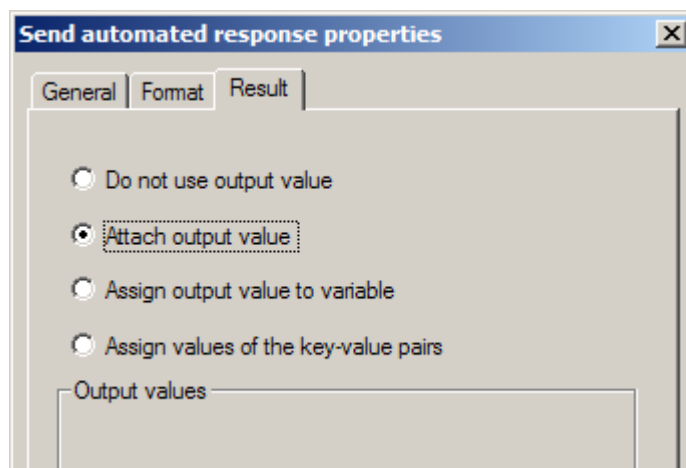 Send automated response properties
General Format Result
Do not use output value
Attach output value
Assign output value to variable
Assign values of the key-value pairs
Output values